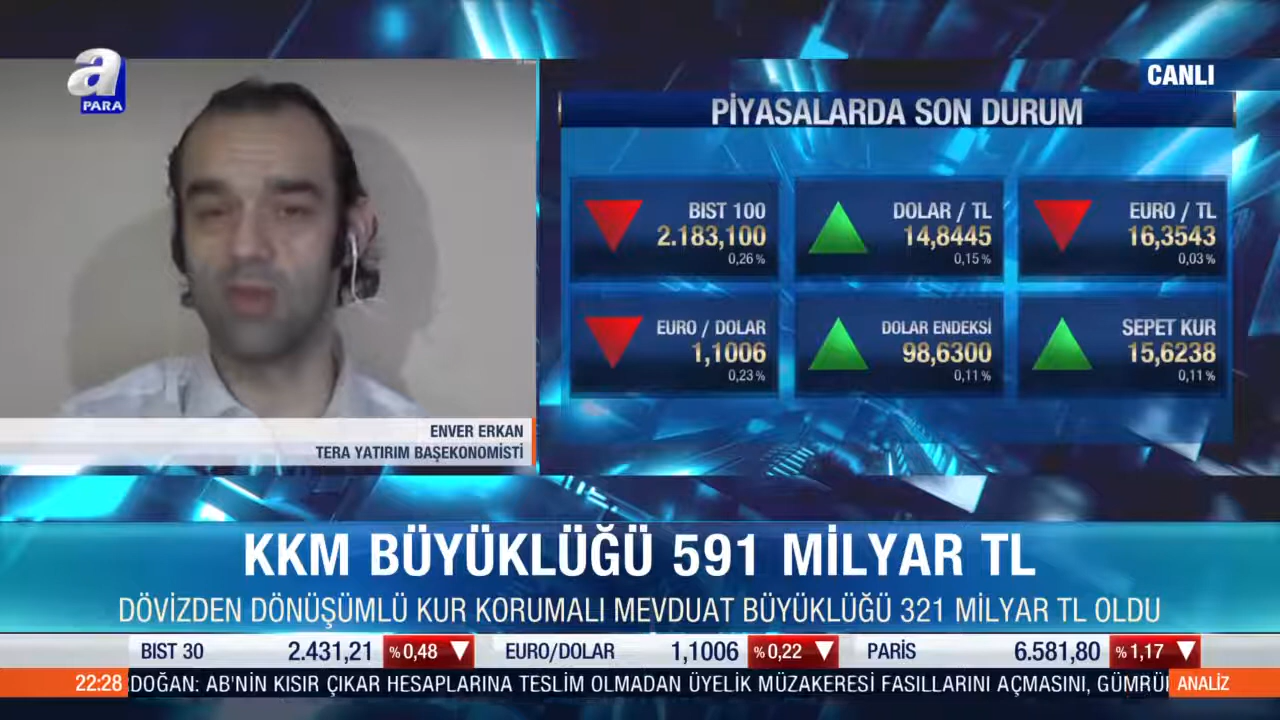 a
PARA
CANLI
PİYASALARDA SON DURUM
BIST 100
2.183,100
0,26 %
DOLAR / TL
14,8445
0,15 %
EURO / TL
16,3543
0,03 %
EURO / DOLAR
1,1006
0,23 %
DOLAR ENDEKSİ
98,6300
0,11 %
SEPET KUR
15,6238
0,11 %
ENVER ERKAN
TERA YATIRIM BAŞEKONOMİSTİ
KKM BÜYÜKLÜĞÜ 591 MİLYAR TL
DÖVİZDEN DÖNÜŞÜMLÜ KUR KORUMALI MEVDUAT BÜYÜKLÜĞÜ 321 MİLYAR TL OLDU
BIST 30 2.431,21 %0,48 EURO/DOLAR 1,1006 %0,22 PARİS 6.581,80 %1,17
22:28 DOĞAN: AB'NİN KISIR ÇIKAR HESAPLARINA TESLİM OLMADAN ÜYELİK MÜZAKERESİ FASILLARINI AÇMASINI, GÜMRÜ ANALİZ